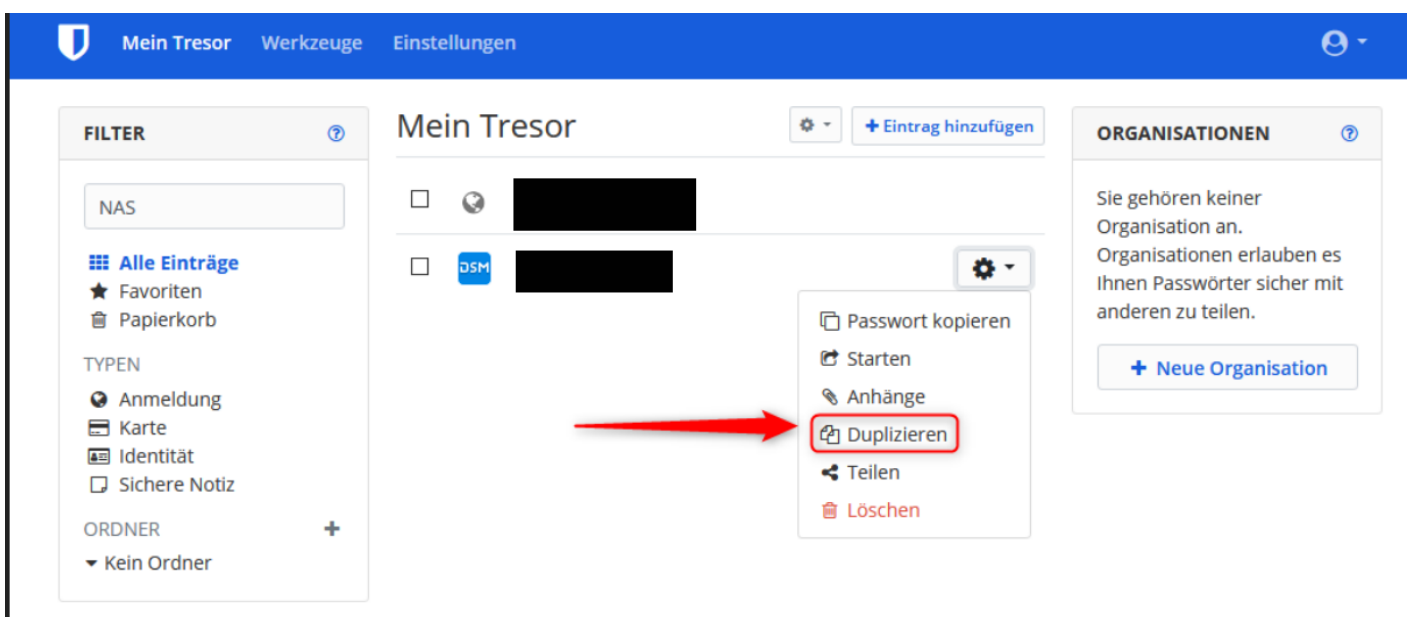 Mein Tresor Werkzeuge Einstellungen
FILTER
NAS
Alle Einträge
Favoriten
Papierkorb
TYPEN
Anmeldung
Karte
Identität
Sichere Notiz
ORDNER
Kein Ordner
Mein Tresor
+ Eintrag hinzufügen
DSM
Passwort kopieren
Starten
Anhänge
Duplizieren
Teilen
Löschen
ORGANISATIONEN
Sie gehören keiner
Organisation an.
Organisationen erlauben es
Ihnen Passwörter sicher mit
anderen zu teilen.
+ Neue Organisation